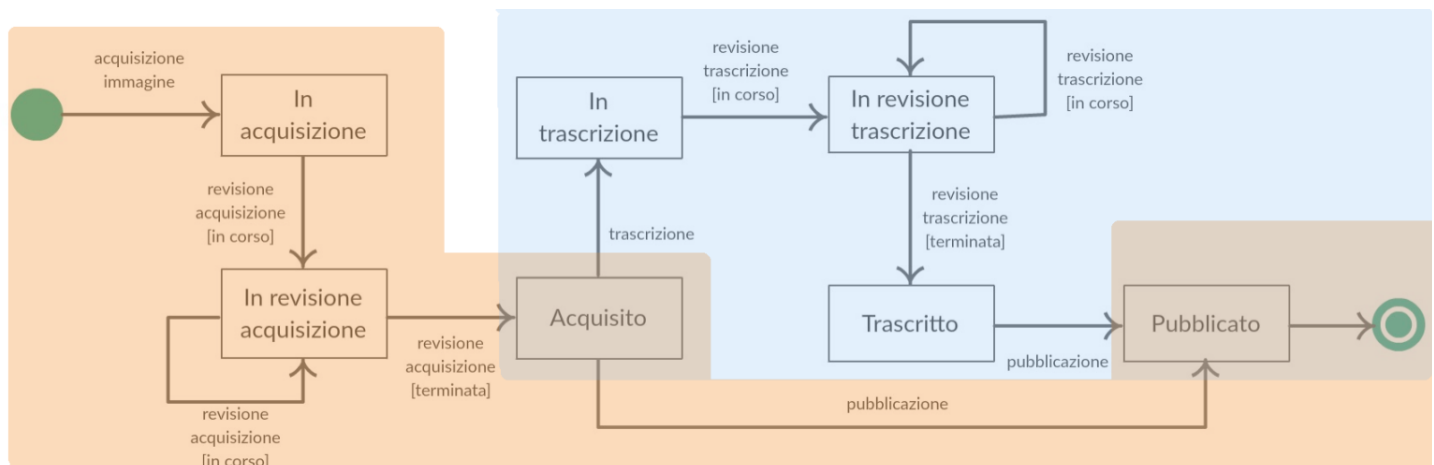 acquisizione
immagine
In
acquisizione
revisione
acquisizione
[in corso]
In revisione
acquisizione
revisione
acquisizione
[in corso]
revisione
acquisizione
[terminata]
Acquisito
trascrizione
In
trascrizione
revisione
trascrizione
[in corso]
In revisione
trascrizione
revisione
trascrizione
[in corso]
revisione
trascrizione
[terminata]
Trascritto
pubblicazione
Pubblicato
pubblicazione